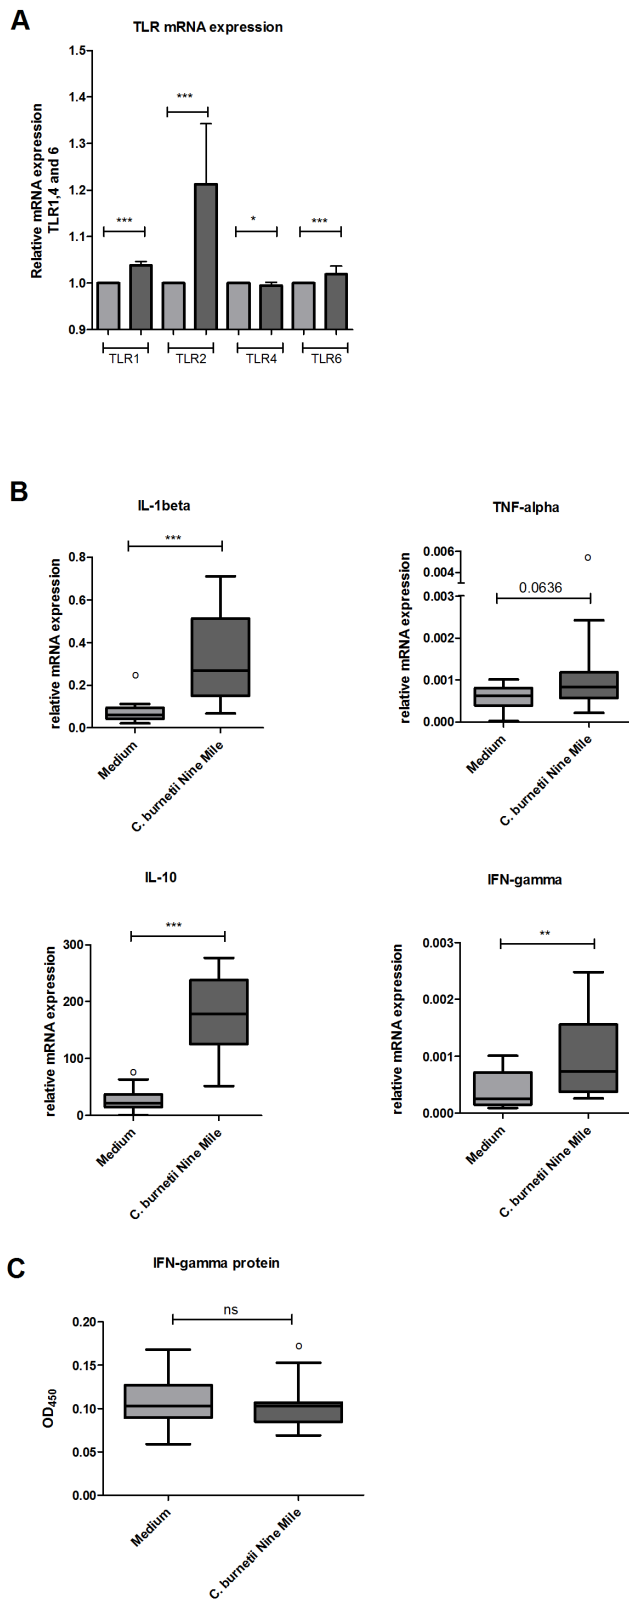 A
TLR mRNA expression
Relative mRNA expression
TLR1,4 and 6
1.5
1.4
1.3
1.2
1.1
1.0
0.9
***
***
*
***
TLR1
TLR2
TLR4
TLR6
B
IL-1beta
relative mRNA expression
0.8
0.6
0.4
0.2
0.0
***
Medium
C. burnetii Nine Mile
TNF-alpha
relative mRNA expression
0.006
0.004
0.003
0.002
0.001
0.000
0.0636
Medium
C. burnetii Nine Mile
IL-10
relative mRNA expression
300
200
100
0
***
Medium
C. burnetii Nine Mile
IFN-gamma
relative mRNA expression
0.003
0.002
0.001
0.000
**
Medium
C. burnetii Nine Mile
C
IFN-gamma protein
OD450
0.20
0.15
0.10
0.05
0.00
ns
Medium
C. burnetii Nine Mile